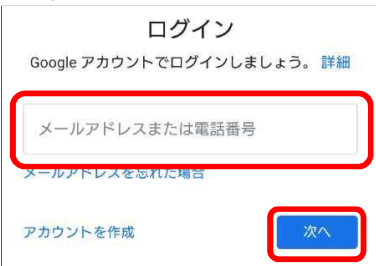 ログイン
Google アカウントでログインしましょう。 詳細
メールアドレスまたは電話番号
メールアドレスを忘れた場合
アカウントを作成
次へ